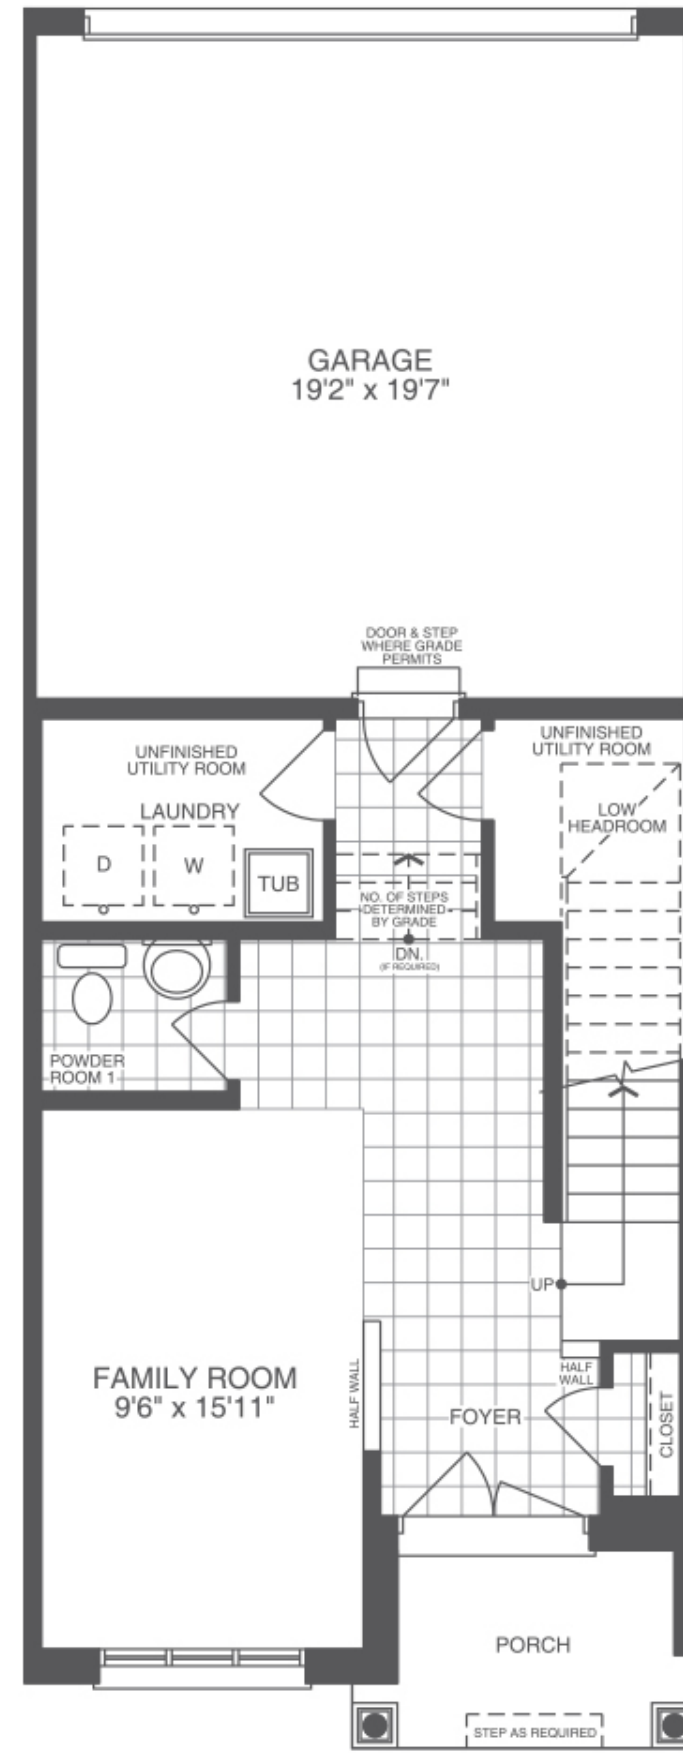 GARAGE
19'2" x 19'7"
DOOR & STEP
WHERE GRADE
PERMITS
UNFINISHED
UTILITY ROOM
LAUNDRY
D
W
TUB
UNFINISHED
UTILITY ROOM
LOW
HEADROOM
NO. OF STEPS
DETERMINED
BY GRADE
DN.
(IF REQUIRED)
POWDER
ROOM 1
UP
FAMILY ROOM
9'6" x 15'11"
HALF WALL
HALF
WALL
FOYER
CLOSET
PORCH
STEP AS REQUIRED